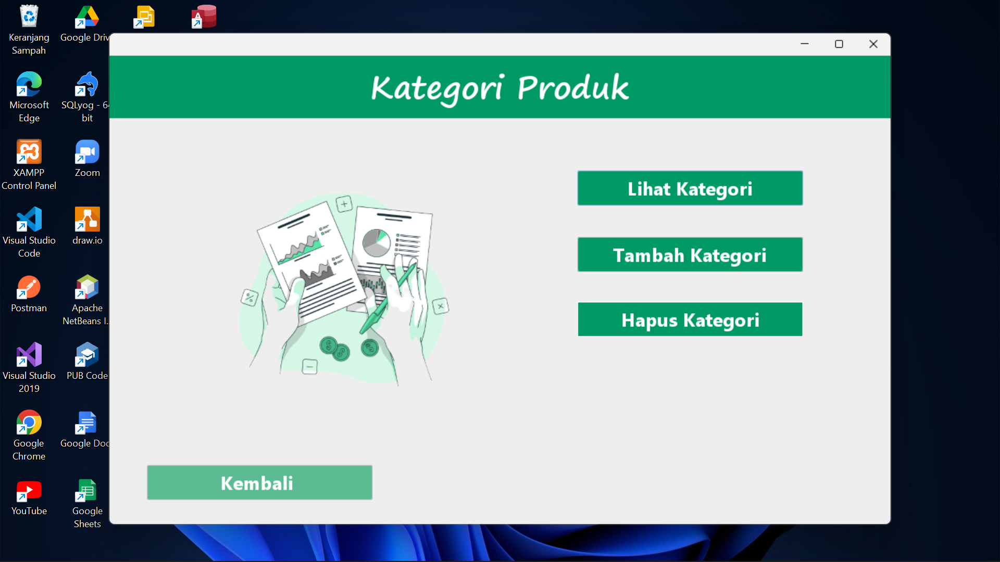 Keranjang
Sampah
Google Driv
Microsoft
Edge
SQLyog - 64
bit
XAMPP
Control Panel
Zoom
Visual Studio
Code
draw.io
Postman
Apache
NetBeans I...
Visual Studio
2019
PUB Code
Google
Chrome
Google Doc
YouTube
Google
Sheets
Kategori Produk
Lihat Kategori
Tambah Kategori
Hapus Kategori
Kembali